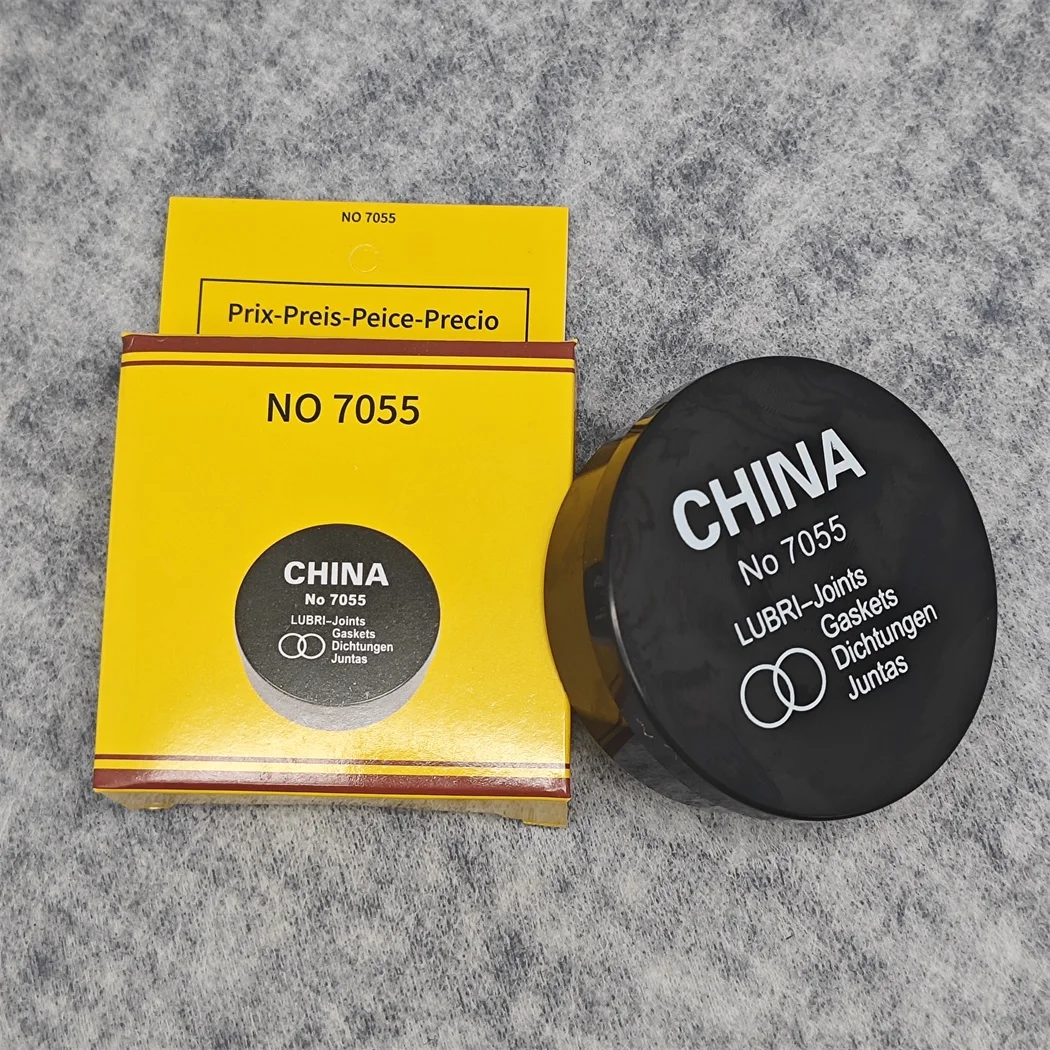 NO 7055
Prix-Preis-Peice-Precio
NO 7055
CHINA
No 7055
LUBRI-Joints
Gaskets
Dichtungen
Juntas
CHINA
No 7055
LUBRI-Joints
Gaskets
Dichtungen
Juntas